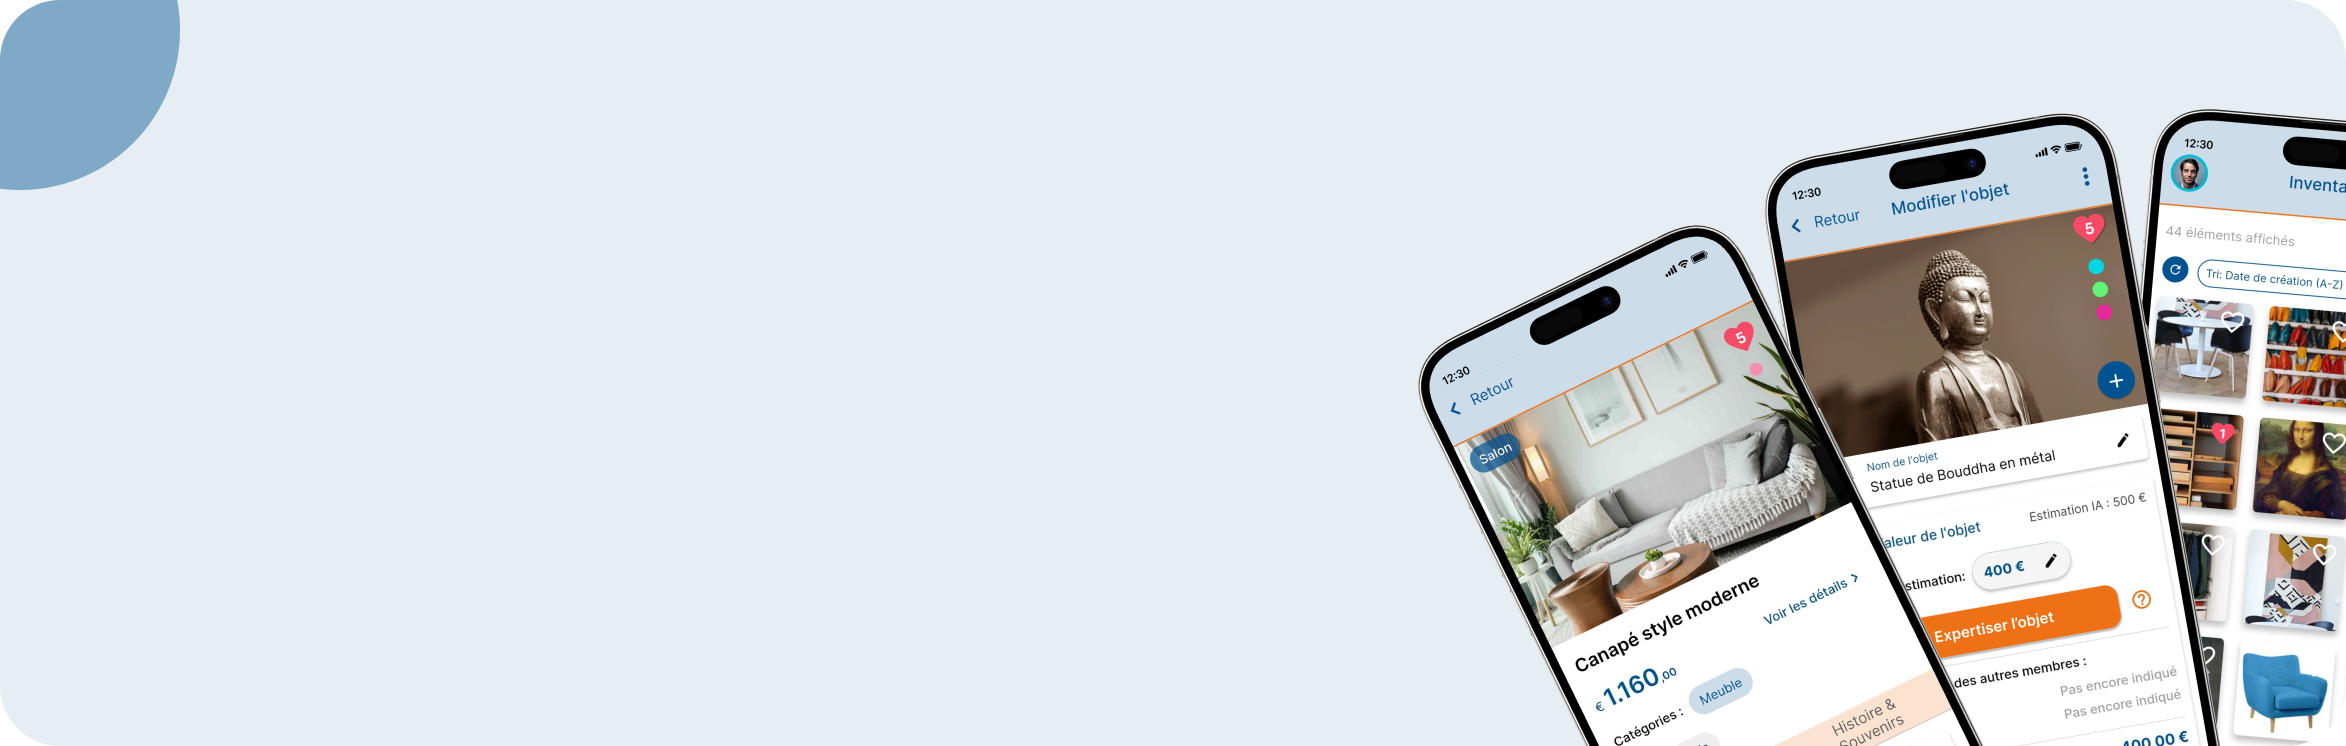 12:30
Retour
5
Salon
Canapé style moderne
Voir les détails
€ 1.160,00
Catégories :
Meuble
Histoire &
Souvenirs
12:30
Retour
Modifier l'objet
5
Nom de l'objet
Statue de Bouddha en métal
Estimation IA : 500 €
aleur de l'objet
stimation:
400 €
Expertiser l'objet
des autres membres :
Pas encore indiqué
Pas encore indiqué
400,00 €
12:30
Inventa
44 éléments affichés
Tri: Date de création (A-Z)
1